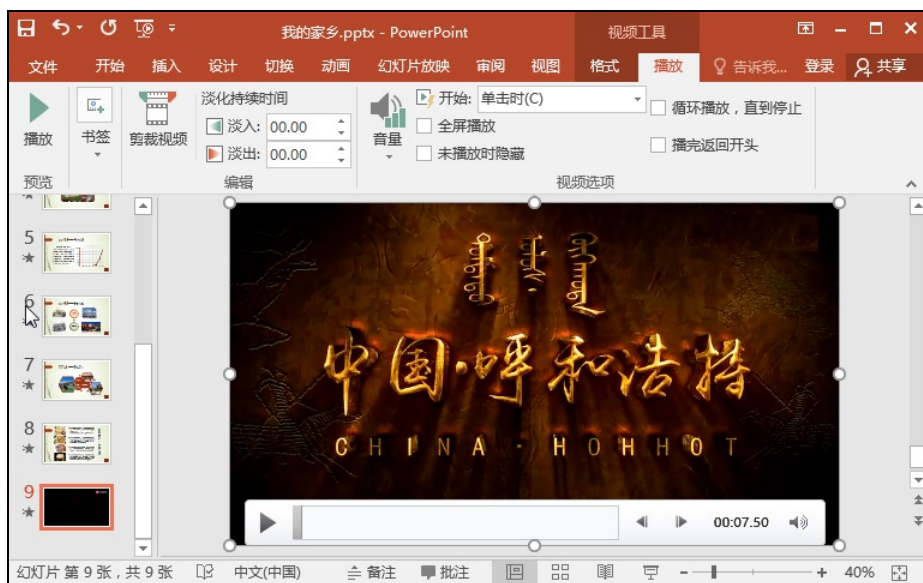 我的家乡.pptx - PowerPoint
视频工具
文件 开始 插入 设计 切换 动画 幻灯片放映 审阅 视图 格式 播放 告诉我... 登录 共享
播放
预览
书签
剪裁视频
淡化持续时间
淡入: 00.00
淡出: 00.00
编辑
音量
开始: 单击时(C)
全屏播放
未播放时隐藏
循环播放，直到停止
播完返回开头
视频选项
5
6
7
8
9
中国·呼和浩特
CHINA · HOHHOT
00:07.50
幻灯片 第 9 张，共 9 张 中文(中国) 备注 批注 40%